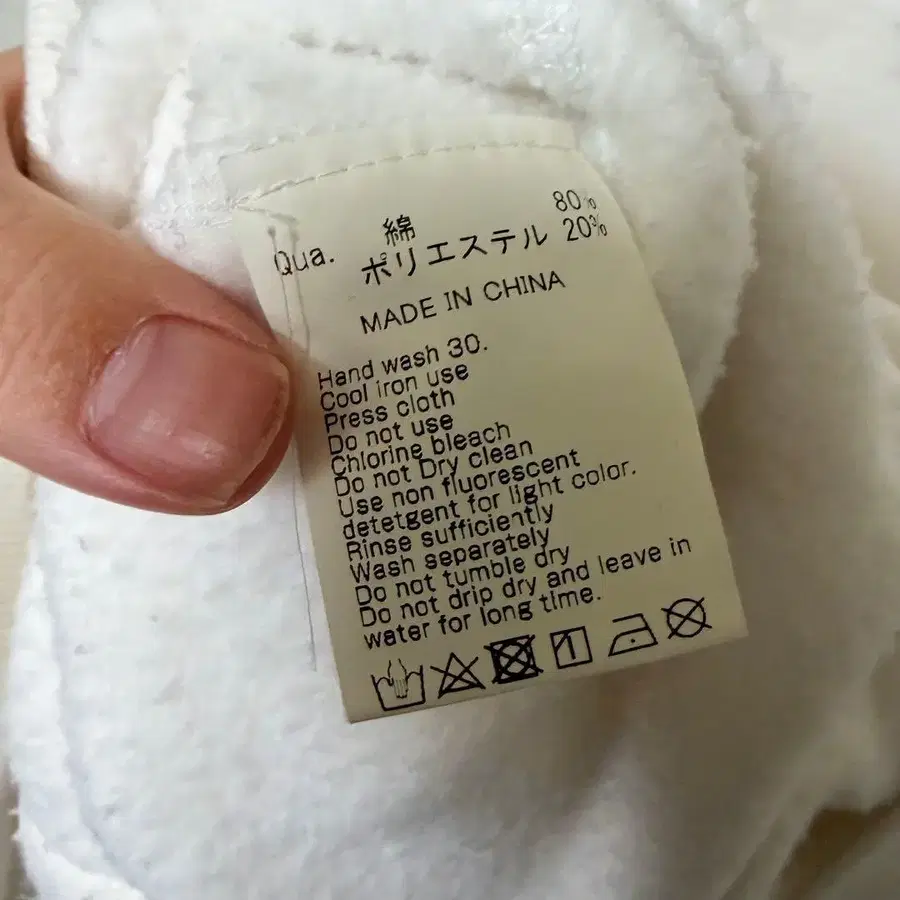 Qua. 綿 80%
ポリエステル 20%
MADE IN CHINA
Hand wash 30.
Cool iron use
Press cloth
Do not use
Chlorine bleach
Do not Dry clean
Use non fluorescent
detetgent for light color.
Rinse sufficiently
Wash separately
Do not tumble dry
Do not drip dry and leave in
water for long time.